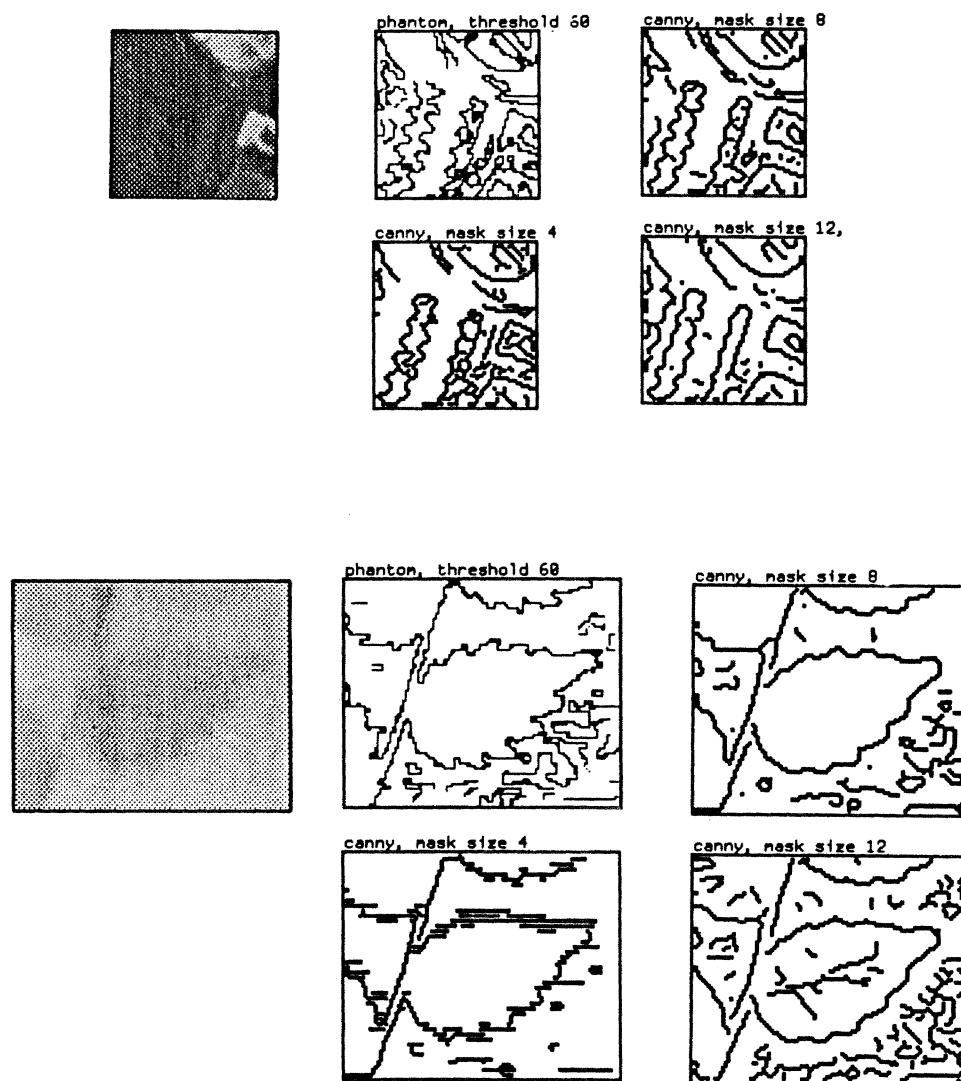 phantom, threshold 60
canny, mask size 8
canny, mask size 4
canny, mask size 12,
phantom, threshold 60
canny, mask size 8
canny, mask size 4
canny, mask size 12